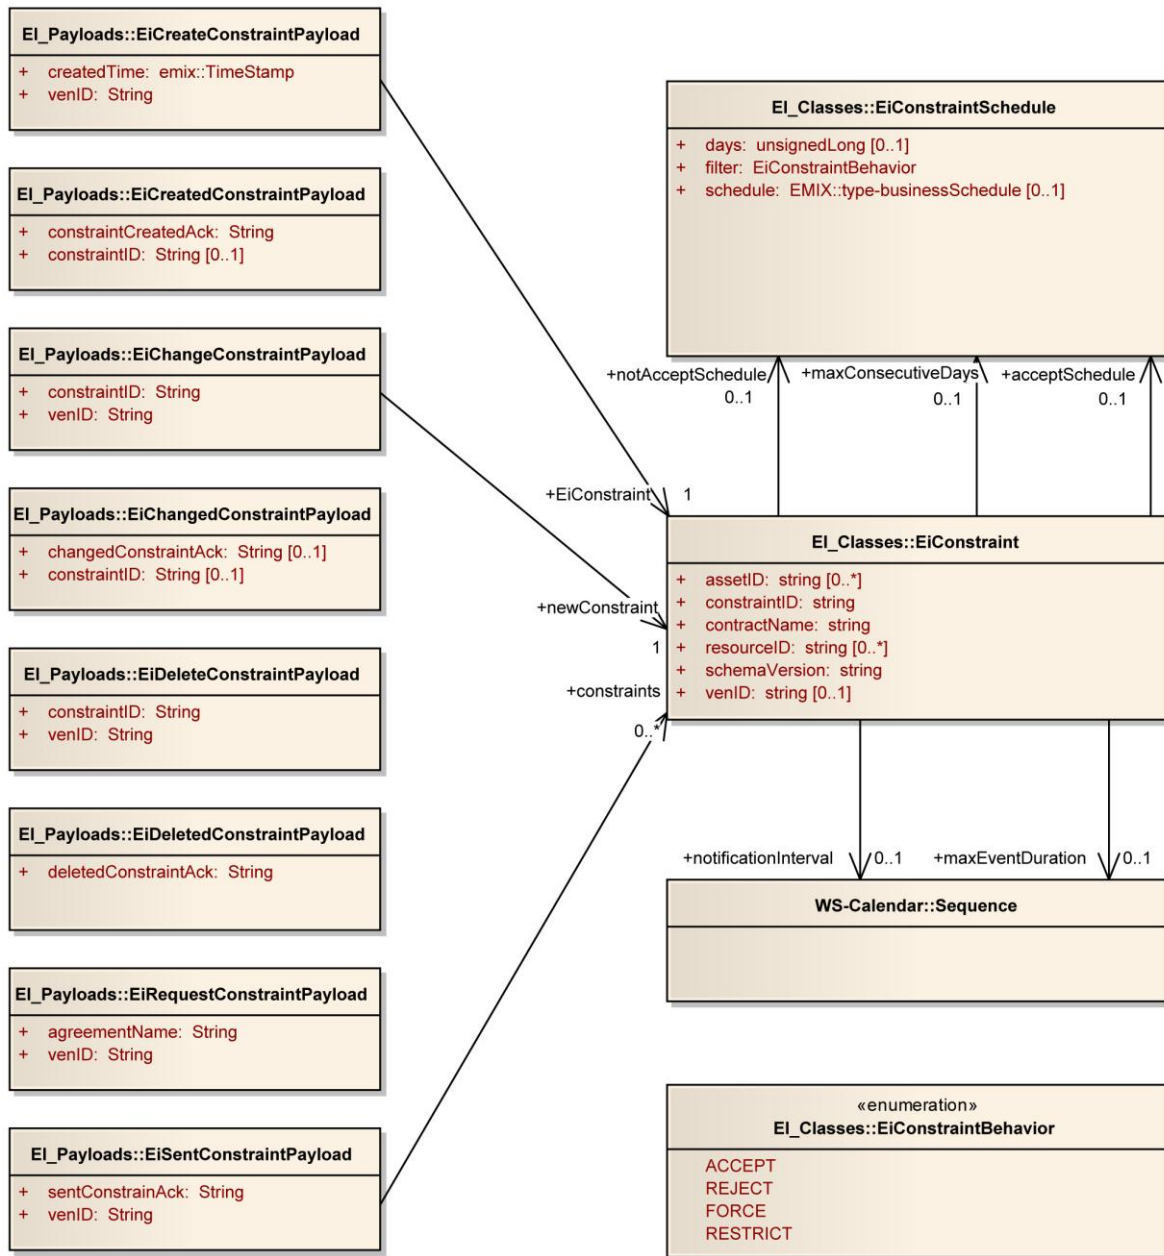 EI_Payloads::EiCreateConstraintPayload
+ createdTime: emix::TimeStamp
+ venID: String
EI_Payloads::EiCreatedConstraintPayload
+ constraintCreatedAck: String
+ constraintID: String [0..1]
EI_Payloads::EiChangeConstraintPayload
+ constraintID: String
+ venID: String
EI_Payloads::EiChangedConstraintPayload
+ changedConstraintAck: String [0..1]
+ constraintID: String [0..1]
EI_Payloads::EiDeleteConstraintPayload
+ constraintID: String
+ venID: String
EI_Payloads::EiDeletedConstraintPayload
+ deletedConstraintAck: String
EI_Payloads::EiRequestConstraintPayload
+ agreementName: String
+ venID: String
EI_Payloads::EiSentConstraintPayload
+ sentConstrainAck: String
+ venID: String
EI_Classes::EiConstraintSchedule
+ days: unsignedLong [0..1]
+ filter: EiConstraintBehavior
+ schedule: EMIX::type-businessSchedule [0..1]
+notAcceptSchedule
0..1
+maxConsecutiveDays
0..1
+acceptSchedule
0..1
+EiConstraint
1
+newConstraint
1
+constraints
0..*
EI_Classes::EiConstraint
+ assetID: string [0..*]
+ constraintID: string
+ contractName: string
+ resourceID: string [0..*]
+ schemaVersion: string
+ venID: string [0..1]
+notificationInterval
0..1
+maxEventDuration
0..1
WS-Calendar::Sequence
«enumeration»
EI_Classes::EiConstraintBehavior
ACCEPT
REJECT
FORCE
RESTRICT